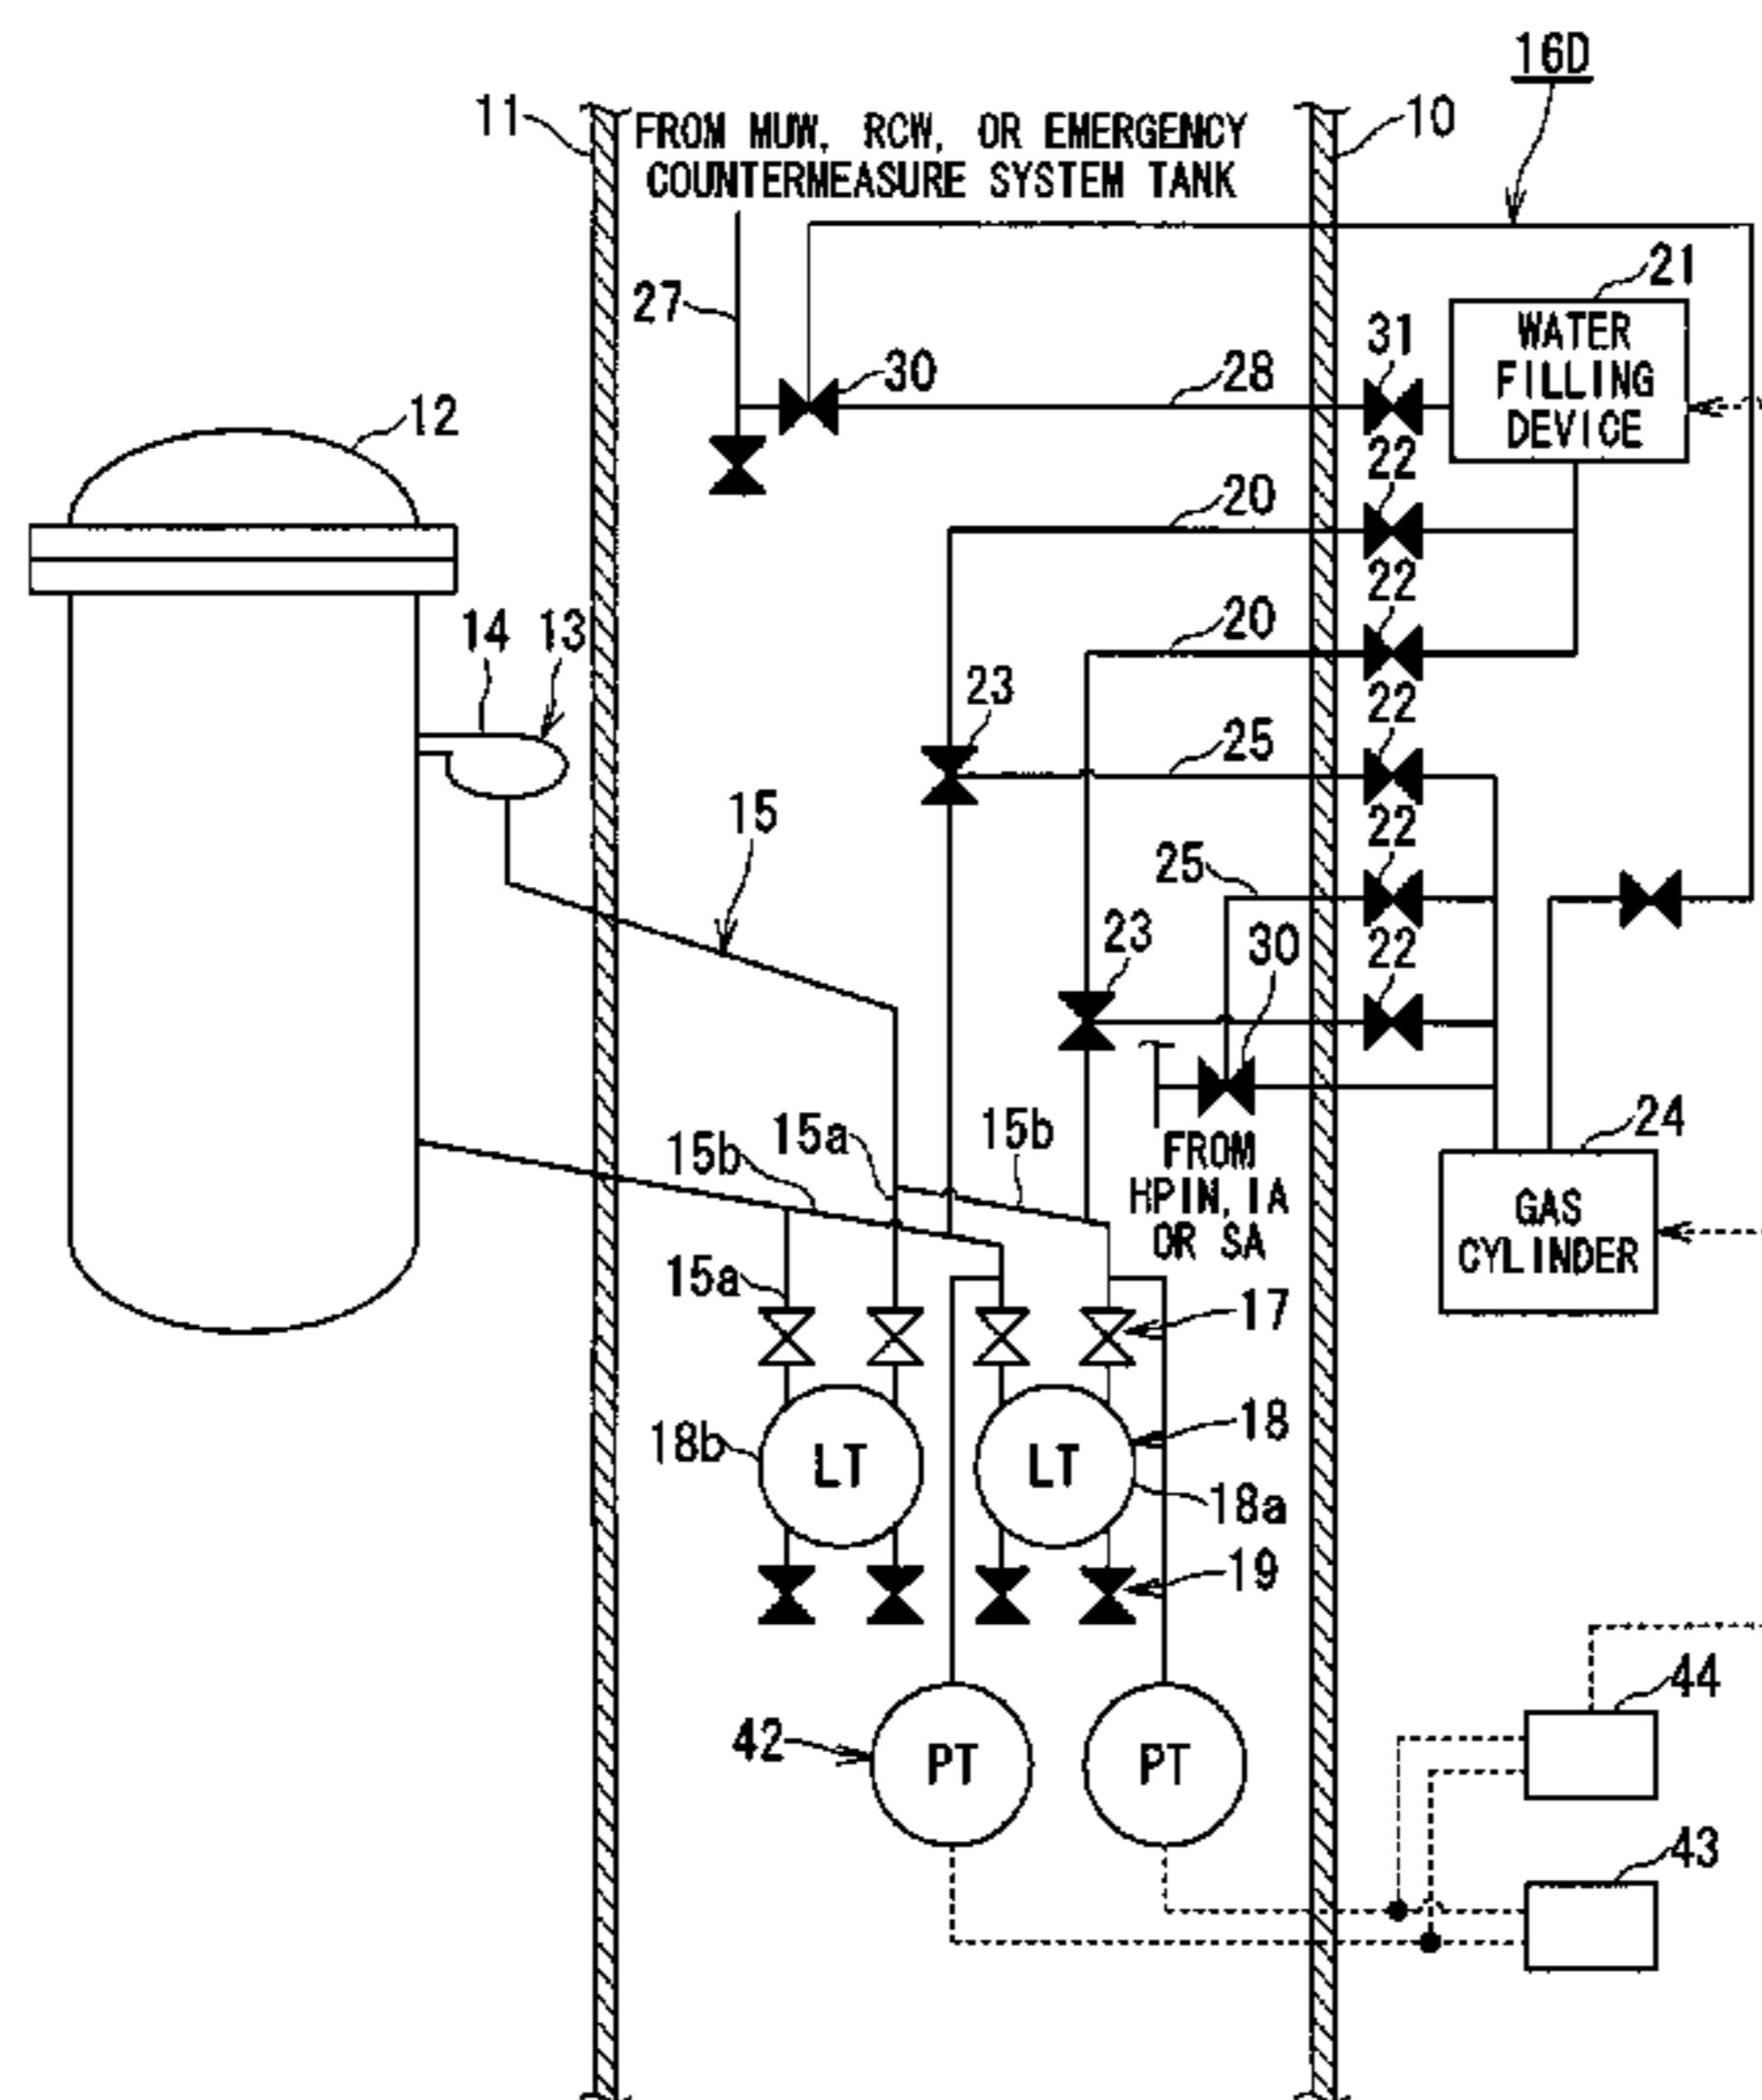 16D
11
FROM MUW, RCW, OR EMERGENCY
COUNTERMEASURE SYSTEM TANK
10
21
27
WATER
FILLING
DEVICE
31
30
28
12
22
20
22
14
13
20
23
22
25
15
22
25
23
30
22
24
15b
15a
15b
FROM
HPIN, IA
OR SA
GAS
CYLINDER
15a
17
18b
LT
LT
18
18a
19
44
42
PT
PT
43